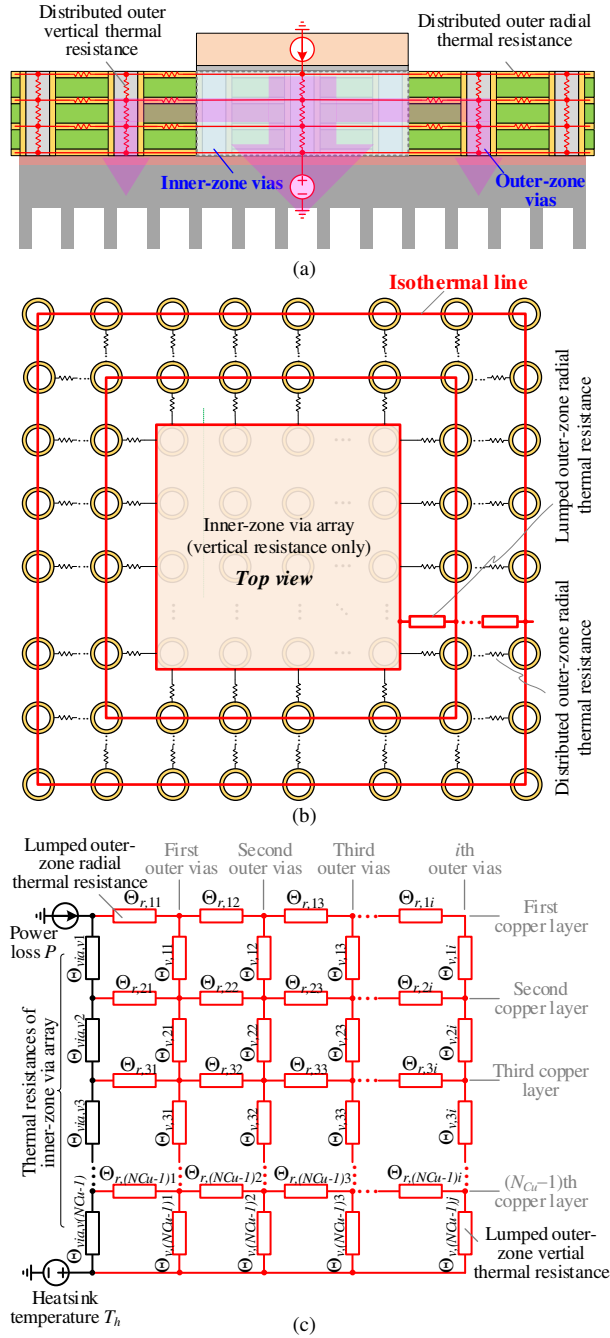 Distributed outer
vertical thermal
resistance
Distributed outer radial
thermal resistance
Inner-zone vias
Outer-zone
vias
(a)
Isothermal line
Inner-zone via array
(vertical resistance only)
Top view
Lumped outer-zone radial
thermal resistance
Distributed outer-zone radial
thermal resistance
(b)
Lumped outer-
zone radial
thermal resistance
First
outer vias
Second
outer vias
Third
outer vias
ith
outer vias
Power
loss P
Θr,11
Θr,12
Θr,13
Θr,1i
First
copper layer
Θvia,v1
Θv,11
Θv,12
Θv,13
Θv,1i
Θr,21
Θr,22
Θr,23
Θr,2i
Second
copper layer
Thermal resistances of
inner-zone via array
Θvia,v2
Θv,21
Θv,22
Θv,23
Θv,2i
Θr,31
Θr,32
Θr,33
Θr,3i
Third copper
layer
Θvia,v3
Θv,31
Θv,32
Θv,33
Θv,3i
Θr,(NCu-1)1
Θr,(NCu-1)2
Θr,(NCu-1)3
Θr,(NCu-1)i
(NCu−1)th
copper layer
Θvia,v(NCu-1)
Θv,(NCu-1)1
Θv,(NCu-1)2
Θv,(NCu-1)3
Θv,(NCu-1)j
Lumped outer-
zone vertial
thermal resistance
Heatsink
temperature Th
(c)